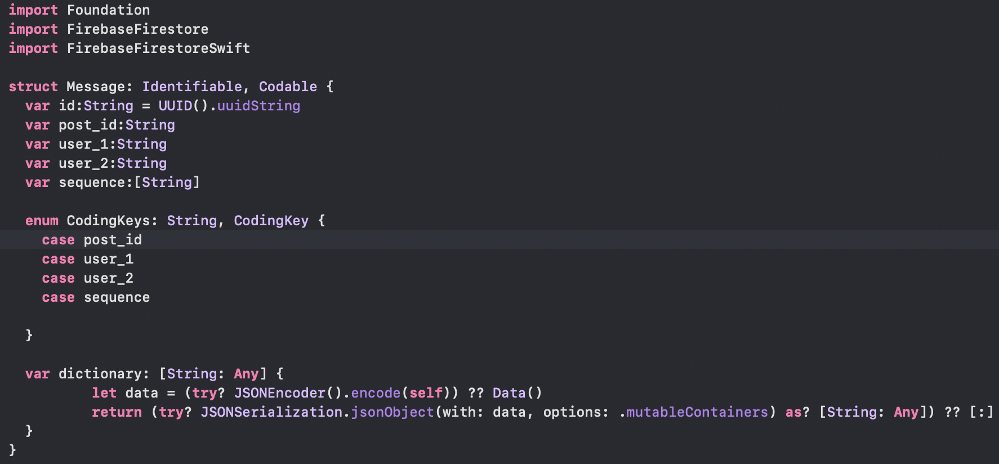 import Foundation
import FirebaseFirestore
import FirebaseFirestoreSwift
struct Message: Identifiable, Codable {
var id:String = UUID().uuidString
var post_id:String
var user_1:String
var user_2:String
var sequence:[String]
enum CodingKeys: String, CodingKey {
case post_id
case user_1
case user_2
case sequence
}
var dictionary: [String: Any] {
let data = (try? JSONEncoder().encode(self)) ?? Data()
return (try? JSONSerialization.jsonObject(with: data, options: .mutableContainers) as? [String: Any]) ?? [:]
}
}